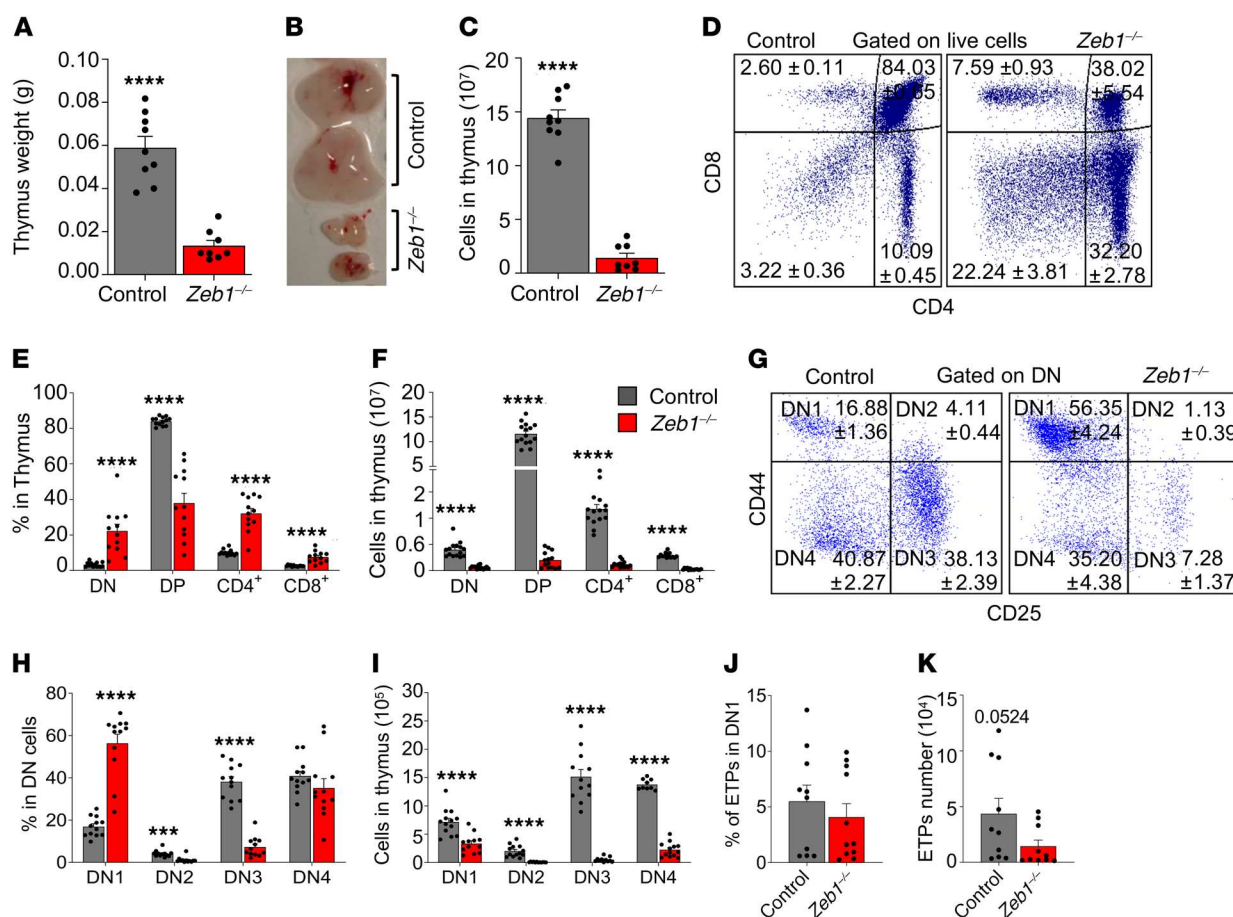 A
Thymus weight (g)
0.10
0.08
0.06
0.04
0.02
0.00
****
Control Zeb1–/–
B
Control
Zeb1–/–
C
Cells in thymus (10⁷)
20
15
10
5
0
****
Control Zeb1–/–
D
Control Gated on live cells Zeb1–/–
2.60 ±0.11 84.03
±0.65
3.22 ±0.36 10.09
±0.45
7.59 ±0.93 38.02
±5.54
22.24 ±3.81 32.20
±2.78
CD8
CD4
E
% in Thymus
100
80
60
40
20
0
**** **** **** ****
DN DP CD4⁺ CD8⁺
F
Cells in thymus (10⁷)
20
15
10
5
2
1
0.6
0
**** **** **** ****
DN DP CD4⁺ CD8⁺
Control
Zeb1–/–
G
Control Gated on DN Zeb1–/–
DN1 16.88
±1.36
DN2 4.11
±0.44
DN4 40.87
±2.27
DN3 38.13
±2.39
DN1 56.35
±4.24
DN2 1.13
±0.39
DN4 35.20
±4.38
DN3 7.28
±1.37
CD44
CD25
H
% in DN cells
80
60
40
20
0
**** *** ****
DN1 DN2 DN3 DN4
I
Cells in thymus (10⁵)
25
20
15
10
5
0
**** **** **** ****
DN1 DN2 DN3 DN4
J
% of ETPs in DN1
15
10
5
0
Control Zeb1–/–
K
ETPs number (10⁴)
15
10
5
0
0.0524
Control Zeb1–/–